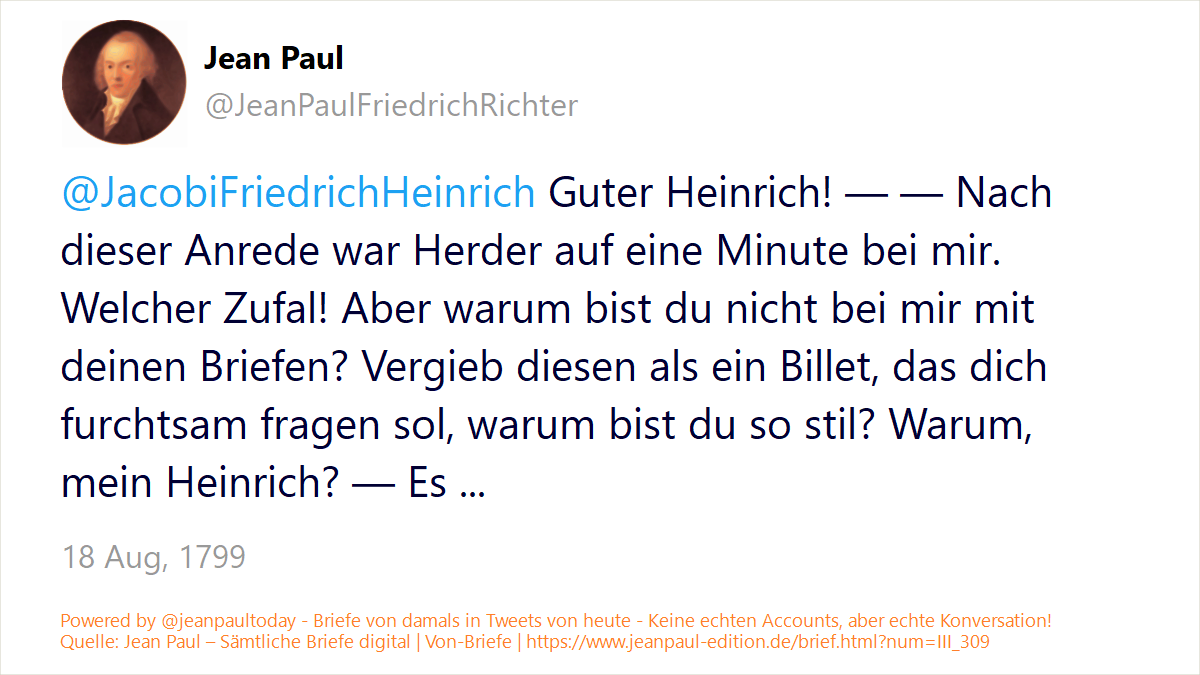 Jean Paul
@JeanPaulFriedrichRichter
@JacobiFriedrichHeinrich Guter Heinrich! — — Nach
dieser Anrede war Herder auf eine Minute bei mir.
Welcher Zufal! Aber warum bist du nicht bei mir mit
deinen Briefen? Vergieb diesen als ein Billet, das dich
furchtsam fragen sol, warum bist du so stil? Warum,
mein Heinrich? — Es ...
18 Aug, 1799
Powered by @jeanpaultoday - Briefe von damals in Tweets von heute - Keine echten Accounts, aber echte Konversation!
Quelle: Jean Paul – Sämtliche Briefe digital | Von-Briefe | https://www.jeanpaul-edition.de/brief.html?num=III_309